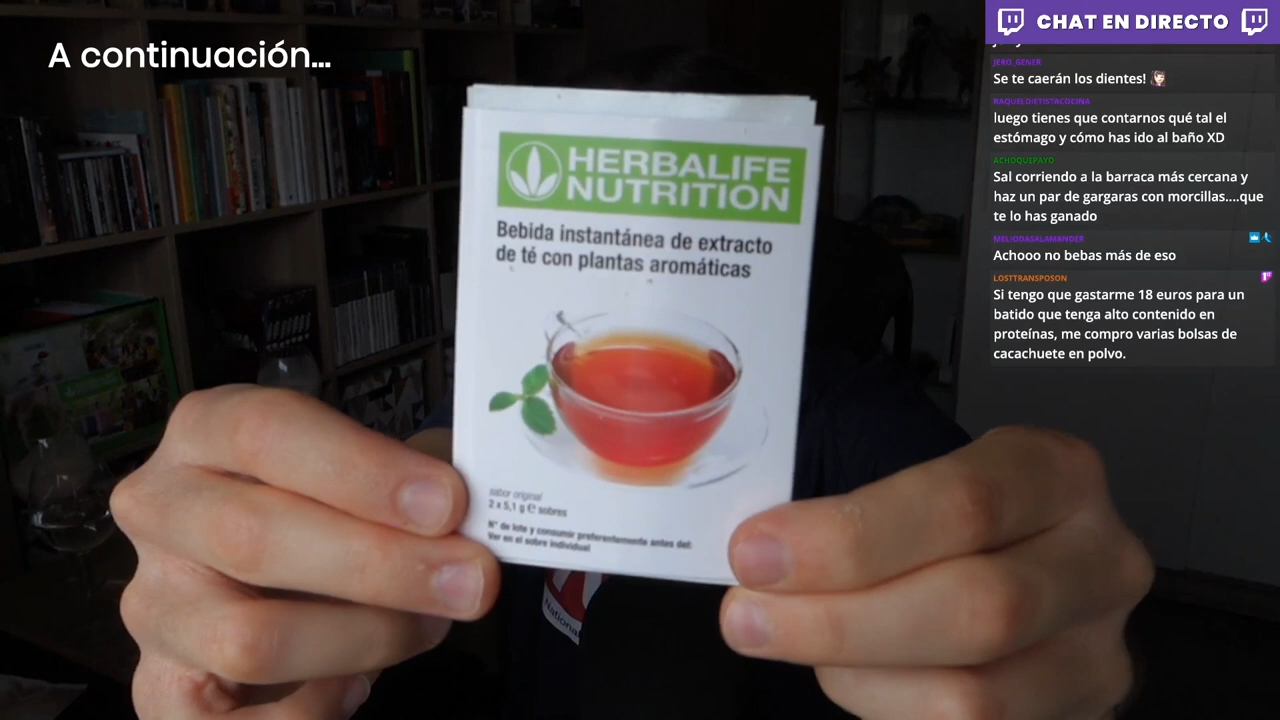 A continuación...
HERBALIFE
NUTRITION
Bebida instantánea de extracto
de té con plantas aromáticas
sabor original
2 x 5,1 g e sobres
N° de lote y consumir preferentemente antes del:
Ver en el sobre individual
National
CHAT EN DIRECTO
JERO_GENER
Se te caerán los dientes!
RAQUELDIETISTACOCINA
luego tienes que contarnos qué tal el
estómago y cómo has ido al baño XD
ACHOQUEPAYO
Sal corriendo a la barraca más cercana y
haz un par de gargaras con morcillas....que
te lo has ganado
MELIODASALAMANDER
Achooo no bebas más de eso
LOSTTRANSPOSON
Si tengo que gastarme 18 euros para un
batido que tenga alto contenido en
proteínas, me compro varias bolsas de
cacachuete en polvo.